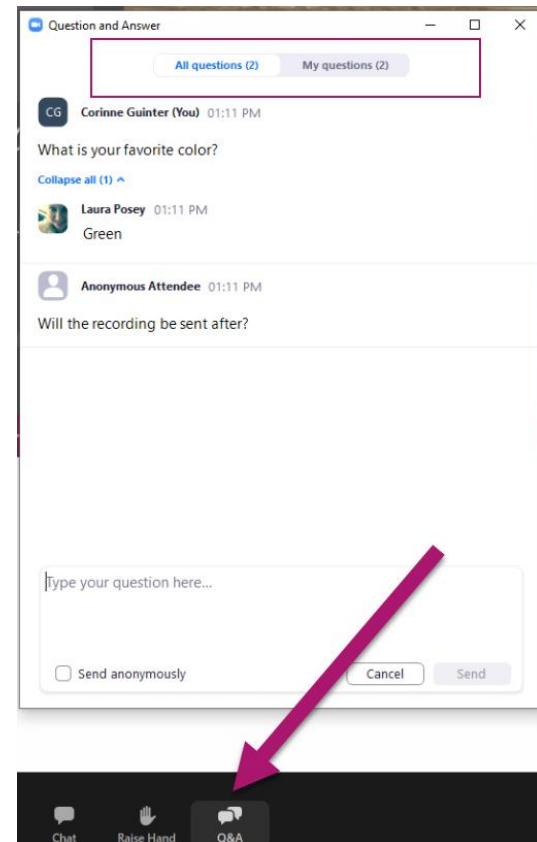 Question and Answer
All questions (2) My questions (2)
CG Corinne Guinter (You) 01:11 PM
What is your favorite color?
Collapse all (1)
Laura Posey 01:11 PM
Green
Anonymous Attendee 01:11 PM
Will the recording be sent after?
Type your question here...
Send anonymously Cancel Send
Chat Raise Hand Q&A